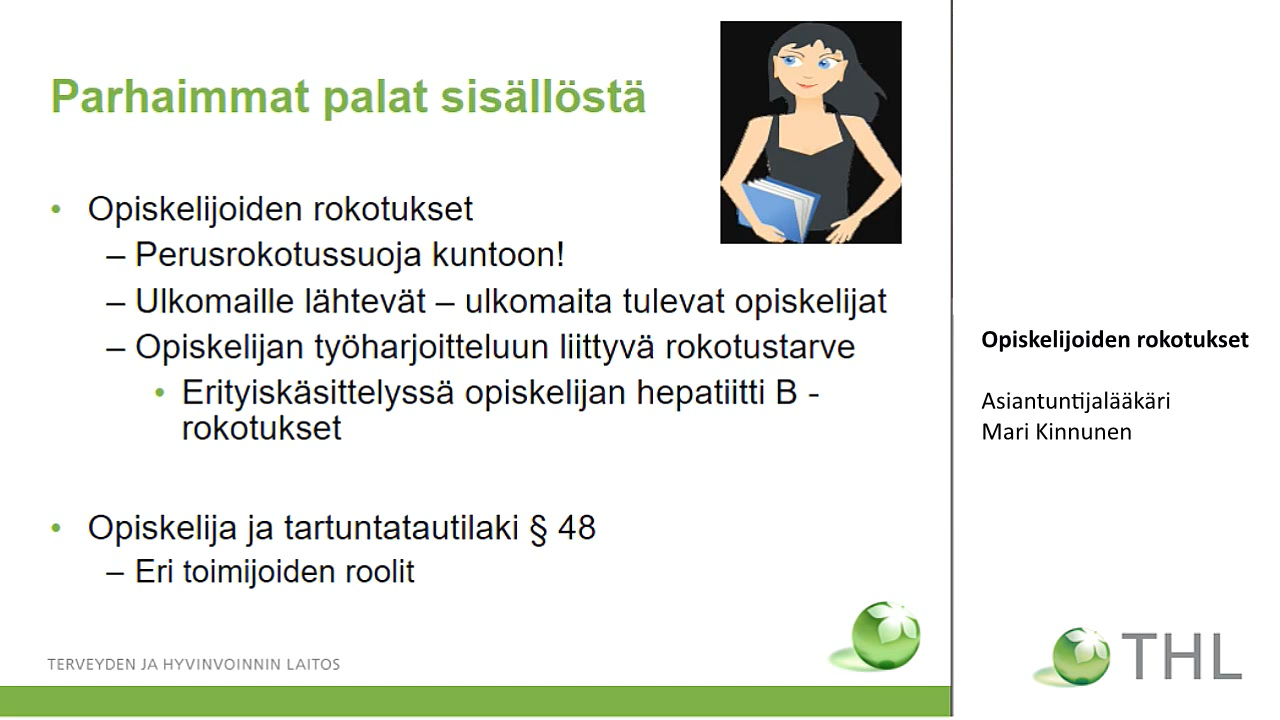 Parhaimmat palat sisällöstä
• Opiskelijoiden rokotukset
– Perusrokotussuoja kuntoon!
– Ulkomaille lähtevät – ulkomaita tulevat opiskelijat
– Opiskelijan työharjoitteluun liittyvä rokotustarve
• Erityiskäsittelyssä opiskelijan hepatiitti B -
rokotukset
• Opiskelija ja tartuntatautilaki § 48
– Eri toimijoiden roolit
TERVEYDEN JA HYVINVOINNIN LAITOS
Opiskelijoiden rokotukset
Asiantuntijalääkäri
Mari Kinnunen
THL